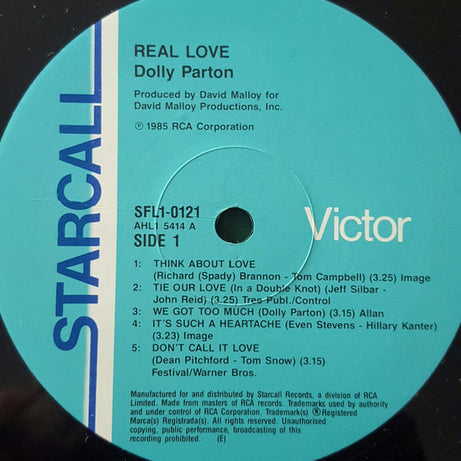 STARCALL
REAL LOVE
Dolly Parton
Produced by David Malloy for
David Malloy Productions, Inc.
℗ 1985 RCA Corporation
SFL1-0121
AHL1 5414 A
SIDE 1
Victor
1: THINK ABOUT LOVE
(Richard (Spady) Brannon - Tom Campbell) (3.25) Image
2: TIE OUR LOVE (In a Double Knot) (Jeff Silbar -
John Reid) (3.25) Tree Publ./Control
3: WE GOT TOO MUCH (Dolly Parton) (3.15) Allan
4: IT'S SUCH A HEARTACHE (Even Stevens - Hillary Kanter)
(3.23) Image
5: DON'T CALL IT LOVE
(Dean Pitchford - Tom Snow) (3.15)
Festival/Warner Bros.
Manufactured for and distributed by Starcall Records, a division of RCA
Limited. Made from masters of RCA records. Trademarks used by authority
and under control of RCA Corporation. Trademark(s) ® Registered
Marca(s) Registrada(s). All rights reserved. Unauthorised
copying, public performance, broadcasting of this
recording prohibited. (E)